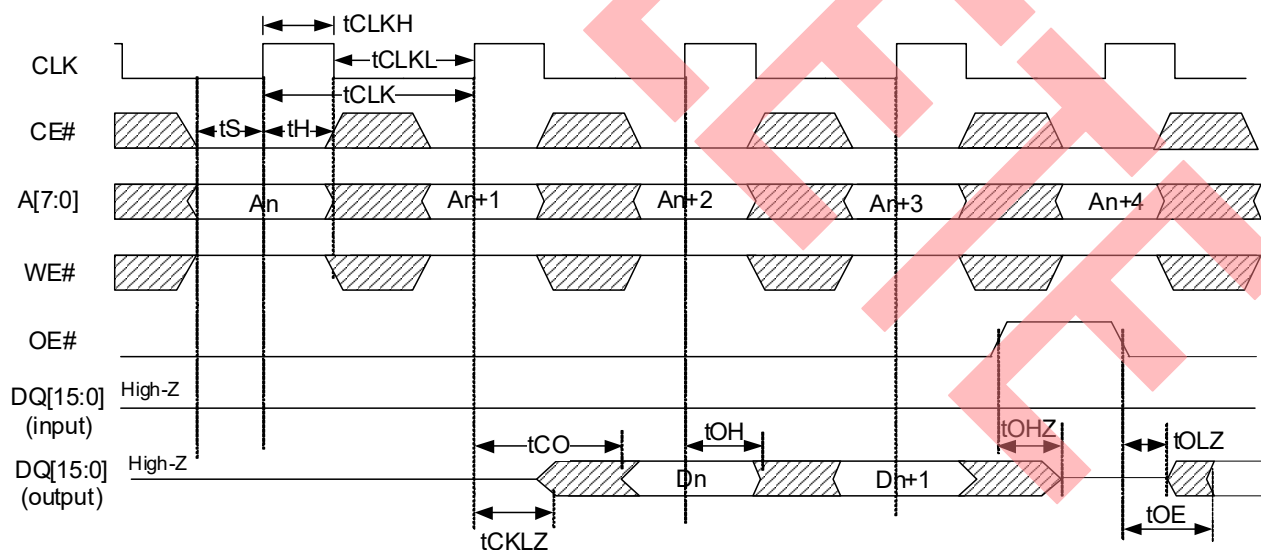 tCLKH
CLK
tCLKL
tCLK
CE#
tS
tH
A[7:0]
An
An+1
An+2
An+3
An+4
WE#
OE#
DQ[15:0]
(input)
High-Z
tCO
tOH
tOHZ
tOLZ
DQ[15:0]
(output)
High-Z
Dn
Dn+1
tCKLZ
tOE